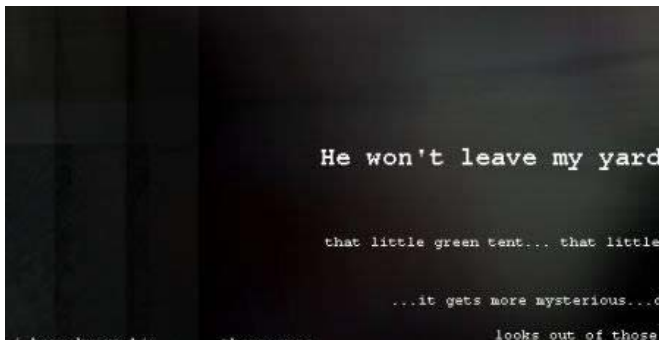 He won't leave my yard
that little green tent... that little
...it gets more mysterious...
looks out of those